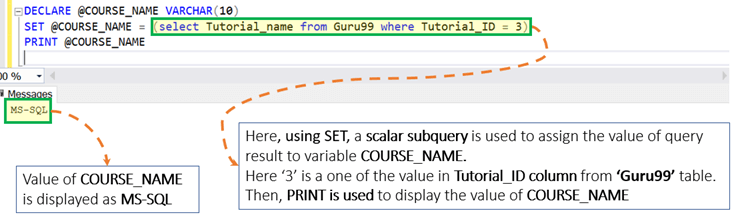 DECLARE @COURSE_NAME VARCHAR(10)
SET @COURSE_NAME = (select Tutorial_name from Guru99 where Tutorial_ID = 3)
PRINT @COURSE_NAME
00 %
Messages
MS-SQL
Value of COURSE_NAME
is displayed as MS-SQL
Here, using SET, a scalar subquery is used to assign the value of query
result to variable COURSE_NAME.
Here ‘3’ is a one of the value in Tutorial_ID column from ‘Guru99’ table.
Then, PRINT is used to display the value of COURSE_NAME